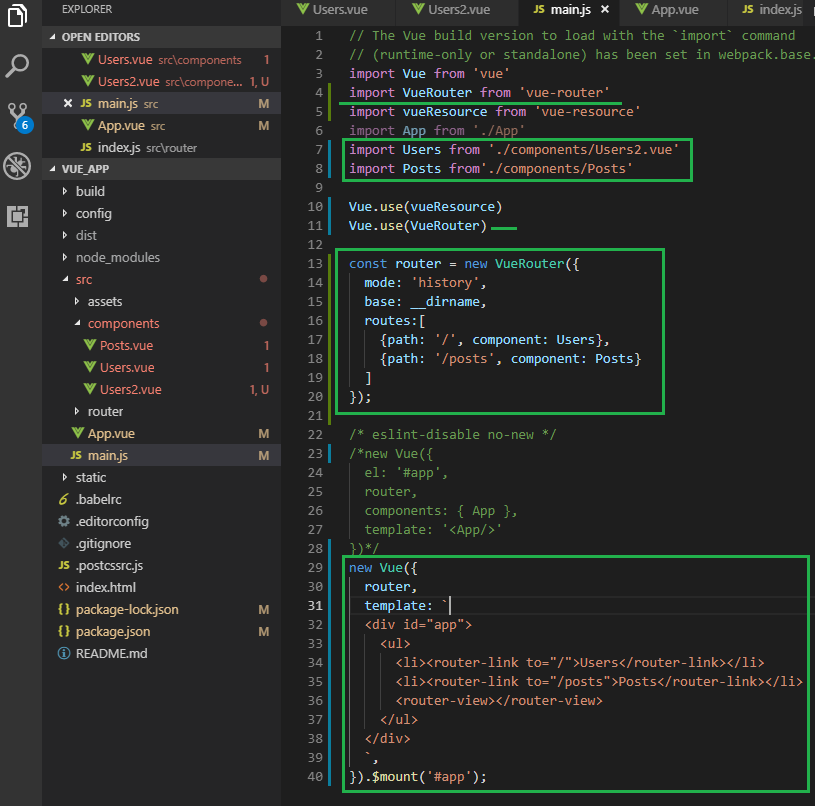 EXPLORER
OPEN EDITORS
Users.vue src\components 1
Users2.vue src\compone... 1, U
× JS main.js src M
App.vue src M
JS index.js src\router
VUE_APP
build
config
dist
node_modules
src
assets
components
Posts.vue 1
Users.vue 1
Users2.vue 1, U
router
App.vue M
JS main.js M
static
.babelrc
.editorconfig
.gitignore
JS .postcssrc.js
<> index.html
{} package-lock.json M
{} package.json M
README.md
6
Users.vue Users2.vue JS main.js × App.vue JS index.js
1 // The Vue build version to load with the `import` command
2 // (runtime-only or standalone) has been set in webpack.base.
3 import Vue from 'vue'
4 import VueRouter from 'vue-router'
5 import vueResource from 'vue-resource'
6 import App from './App'
7 import Users from './components/Users2.vue'
8 import Posts from'./components/Posts'
9
10 Vue.use(vueResource)
11 Vue.use(VueRouter)
12
13 const router = new VueRouter({
14 mode: 'history',
15 base: __dirname,
16 routes:[
17 {path: '/', component: Users},
18 {path: '/posts', component: Posts}
19 ]
20 });
21
22 /* eslint-disable no-new */
23 /*new Vue({
24 el: '#app',
25 router,
26 components: { App },
27 template: '<App/>'
28 })*/
29 new Vue({
30 router,
31 template: `
32 <div id="app">
33 <ul>
34 <li><router-link to="/">Users</router-link></li>
35 <li><router-link to="/posts">Posts</router-link></li>
36 <router-view></router-view>
37 </ul>
38 </div>
39 `,
40 }).$mount('#app');